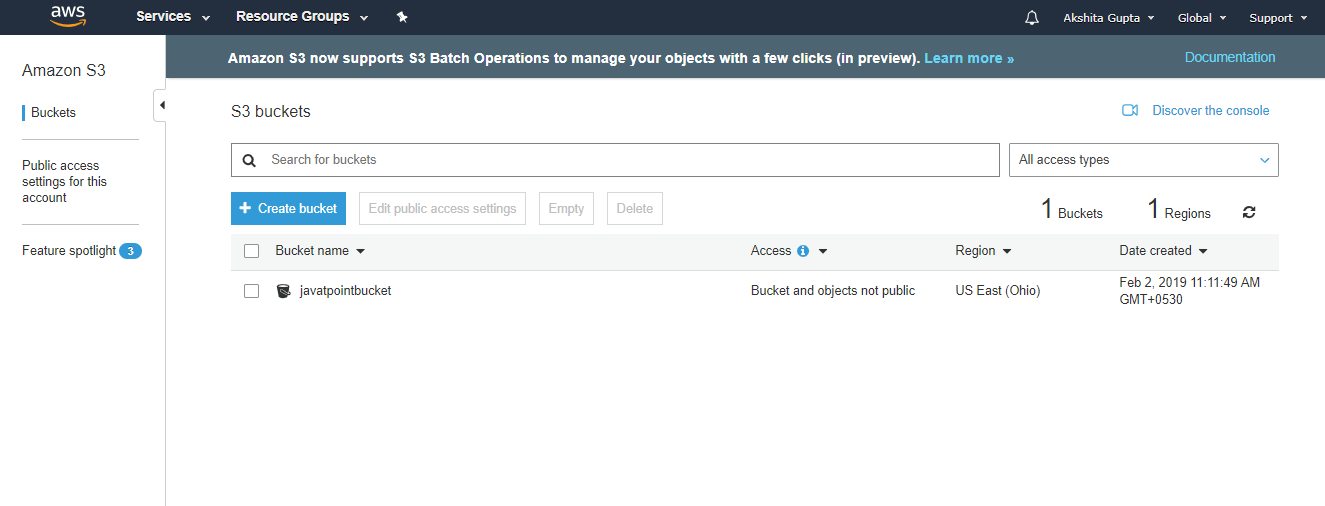 aws Services Resource Groups Akshita Gupta Global Support
Amazon S3 now supports S3 Batch Operations to manage your objects with a few clicks (in preview). Learn more » Documentation
Amazon S3
Buckets
Public access
settings for this
account
Feature spotlight 3
S3 buckets Discover the console
Search for buckets All access types
+ Create bucket Edit public access settings Empty Delete 1 Buckets 1 Regions
Bucket name Access i Region Date created
javatpointbucket Bucket and objects not public US East (Ohio) Feb 2, 2019 11:11:49 AM
GMT+0530